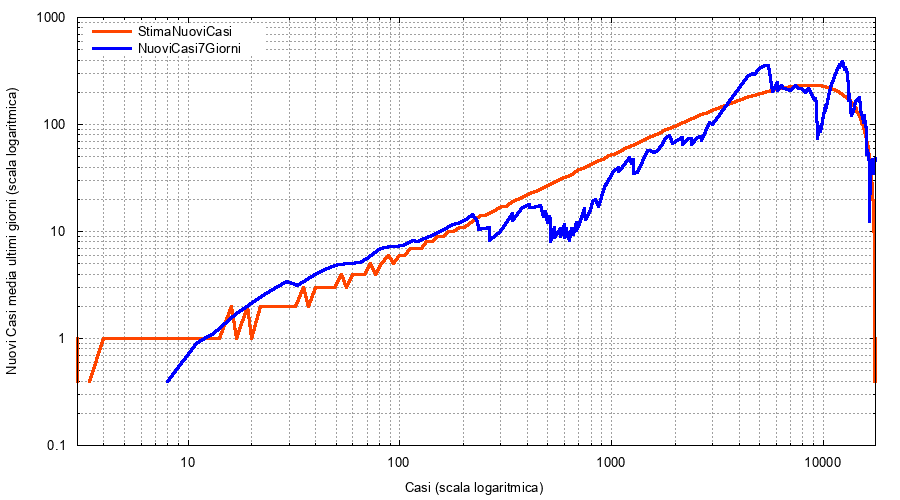 1000
StimaNuoviCasi
NuoviCasi7Giorni
100
10
1
0.1
Nuovi Casi media ultimi giorni (scala logaritmica)
10 100 1000 10000
Casi (scala logaritmica)